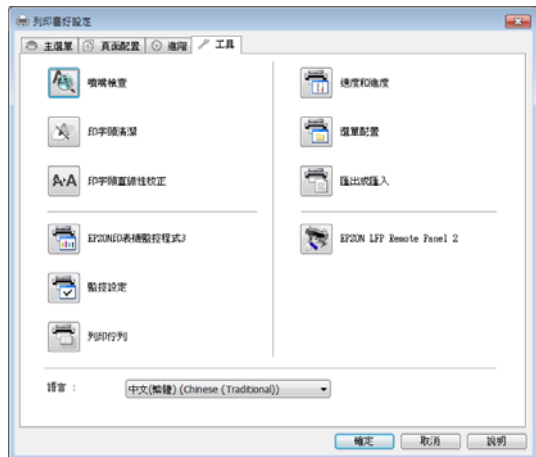 列印喜好設定
主選單 頁面配置 進階 工具
噴嘴檢查
印字頭清潔
A·A 印字頭直線性校正
EPSON印表機監控程式3
監控設定
列印佇列
速度和進度
選單配置
匯出或匯入
EPSON LFP Remote Panel 2
語言 :
中文(繁體) (Chinese (Traditional))
確定 取消 說明